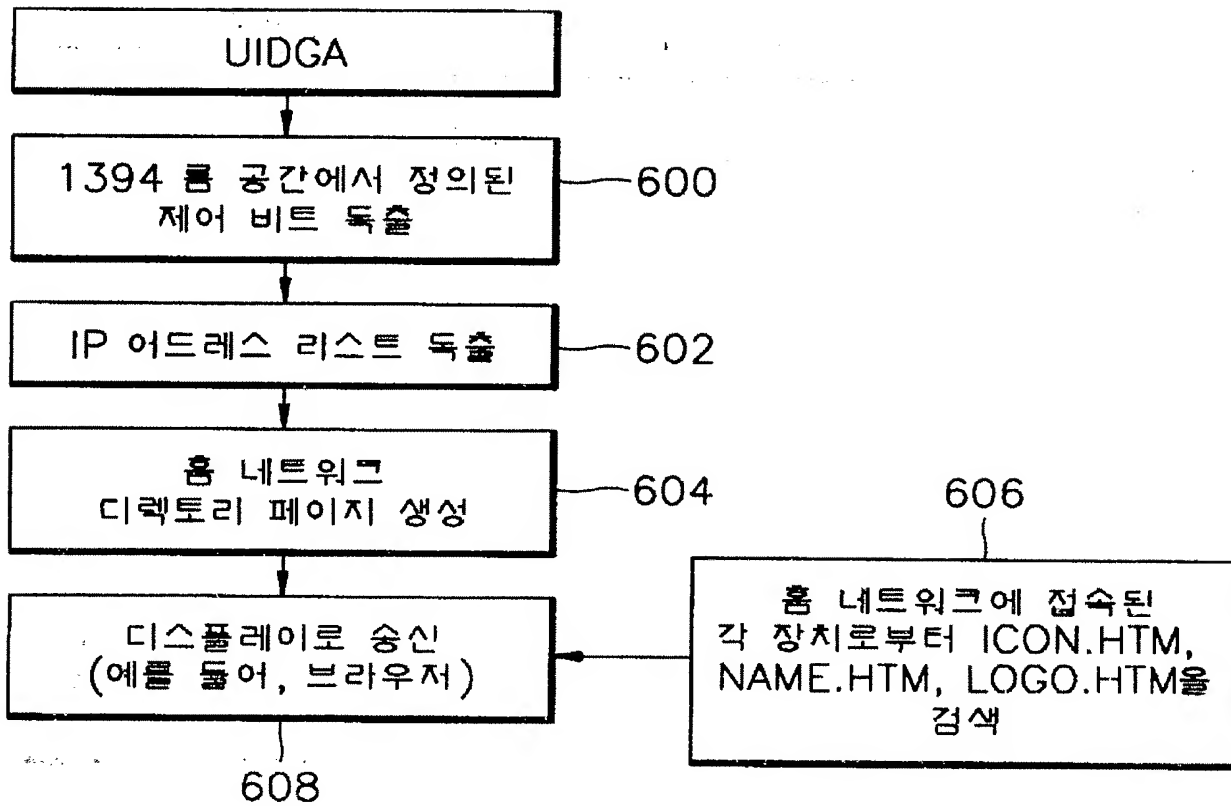 UIDGA
1394 롬 공간에서 정의된
제어 비트 독출
600
IP 어드레스 리스트 독출
602
홈 네트워크
디렉토리 페이지 생성
604
606
홈 네트워크에 접속된
각 장치로부터 ICON.HTM,
NAME.HTM, LOGO.HTM을
검색
디스플레이로 송신
(예를 들어, 브라우저)
608